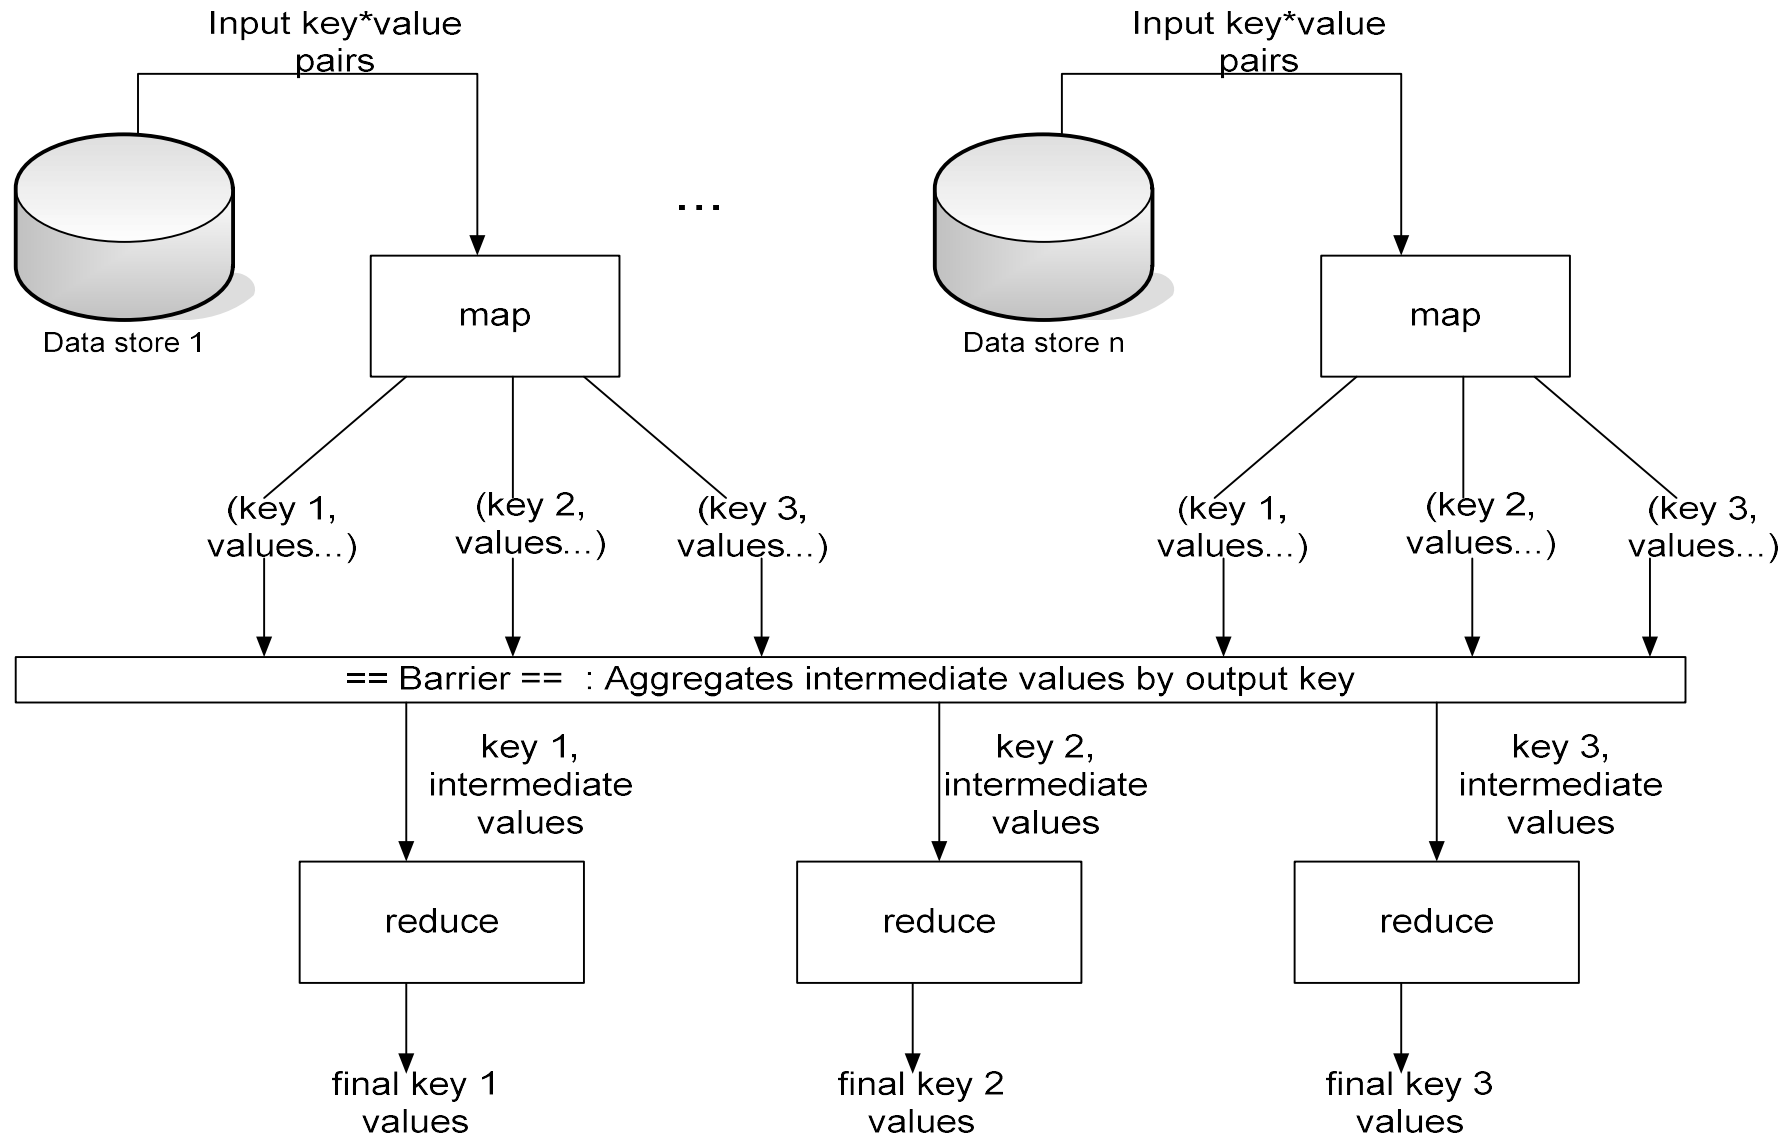 Input key*value
pairs
Input key*value
pairs
...
Data store 1
map
Data store n
map
(key 1,
values...)
(key 2,
values...)
(key 3,
values...)
(key 1,
values...)
(key 2,
values...)
(key 3,
values...)
== Barrier == : Aggregates intermediate values by output key
key 1,
intermediate
values
key 2,
intermediate
values
key 3,
intermediate
values
reduce
reduce
reduce
final key 1
values
final key 2
values
final key 3
values